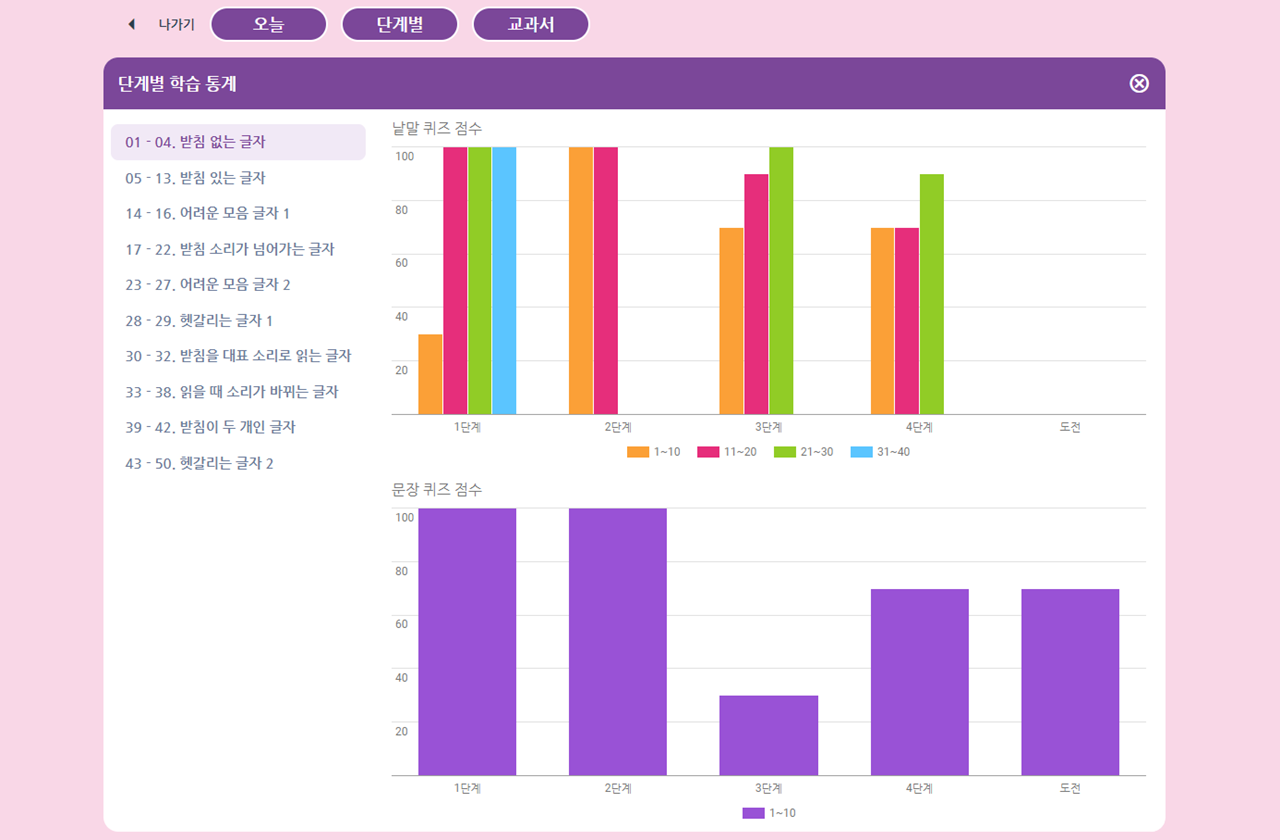 나가기 오늘 단계별 교과서
단계별 학습 통계
01 - 04. 받침 없는 글자
05 - 13. 받침 있는 글자
14 - 16. 어려운 모음 글자 1
17 - 22. 받침 소리가 넘어가는 글자
23 - 27. 어려운 모음 글자 2
28 - 29. 헷갈리는 글자 1
30 - 32. 받침을 대표 소리로 읽는 글자
33 - 38. 읽을 때 소리가 바뀌는 글자
39 - 42. 받침이 두 개인 글자
43 - 50. 헷갈리는 글자 2
낱말 퀴즈 점수
100
80
60
40
20
1단계 2단계 3단계 4단계 도전
1~10 11~20 21~30 31~40
문장 퀴즈 점수
100
80
60
40
20
1단계 2단계 3단계 4단계 도전
1~10